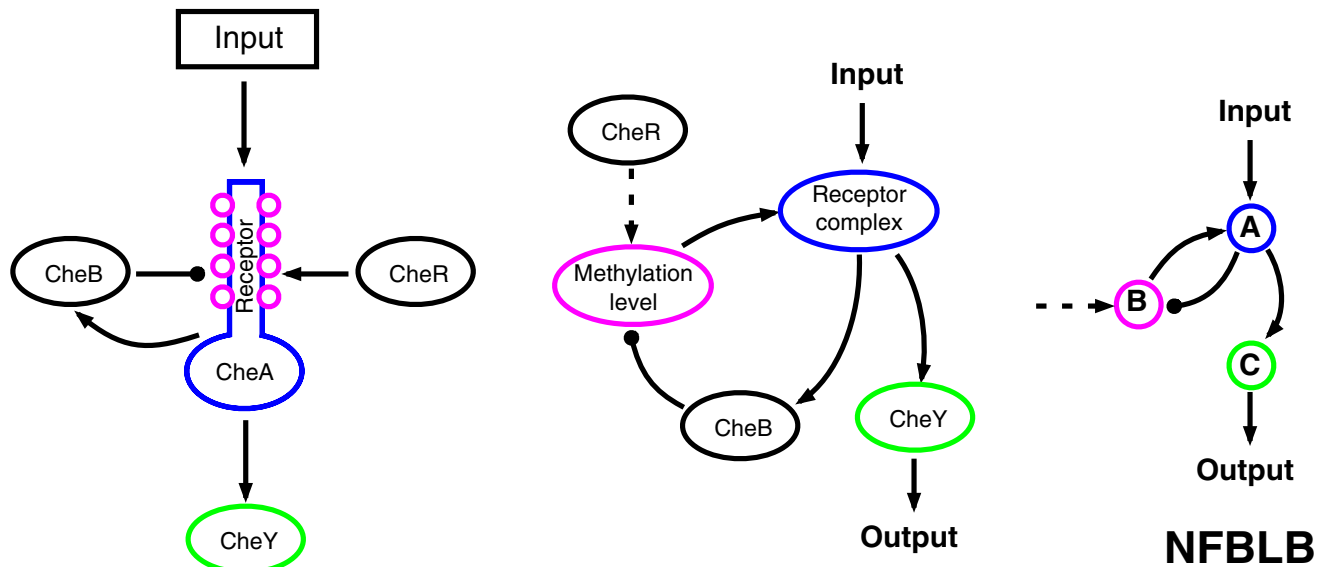 Input
Receptor
CheB
CheR
CheA
CheY
Input
CheR
Receptor
complex
Methylation
level
CheB
CheY
Output
Input
A
B
C
Output
NFBLB